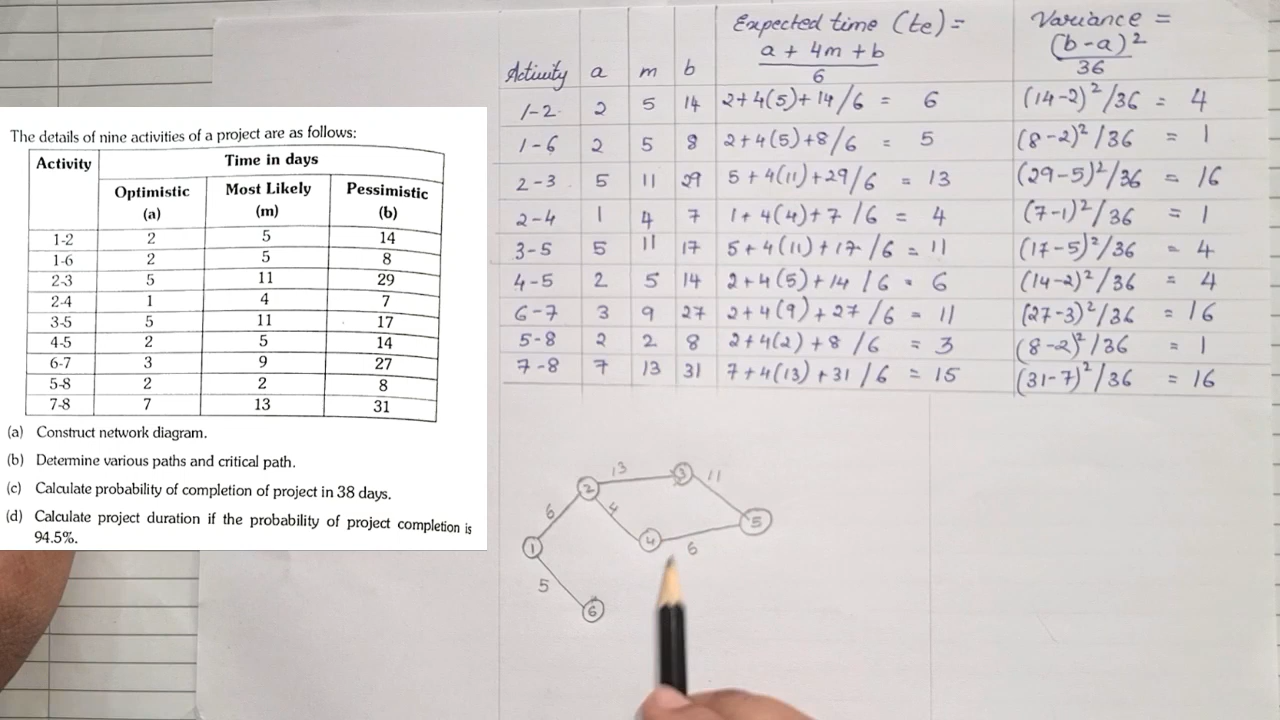 The details of nine activities of a project are as follows:
Activity Time in days
Optimistic Most Likely Pessimistic
(a) (m) (b)
1-2 2 5 14
1-6 2 5 8
2-3 5 11 29
2-4 1 4 7
3-5 5 11 17
4-5 2 5 14
6-7 3 9 27
5-8 2 2 8
7-8 7 13 31
(a) Construct network diagram.
(b) Determine various paths and critical path.
(c) Calculate probability of completion of project in 38 days.
(d) Calculate project duration if the probability of project completion is
94.5%.
Expected time (te) = Variance =
a + 4m + b (b-a)²
Activity a m b 6 36
1-2 2 5 14 2+4(5)+14/6 = 6 (14-2)²/36 = 4
1-6 2 5 8 2+4(5)+8/6 = 5 (8-2)²/36 = 1
2-3 5 11 29 5+4(11)+29/6 = 13 (29-5)²/36 = 16
2-4 1 4 7 1+4(4)+7/6 = 4 (7-1)²/36 = 1
3-5 5 11 17 5+4(11)+17/6 = 11 (17-5)²/36 = 4
4-5 2 5 14 2+4(5)+14/6 = 6 (14-2)²/36 = 4
6-7 3 9 27 2+4(9)+27/6 = 11 (27-3)²/36 = 16
5-8 2 2 8 2+4(2)+8/6 = 3 (8-2)²/36 = 1
7-8 7 13 31 7+4(13)+31/6 = 15 (31-7)²/36 = 16
13
2 3 11
6 4
1 4 5
6
5
6